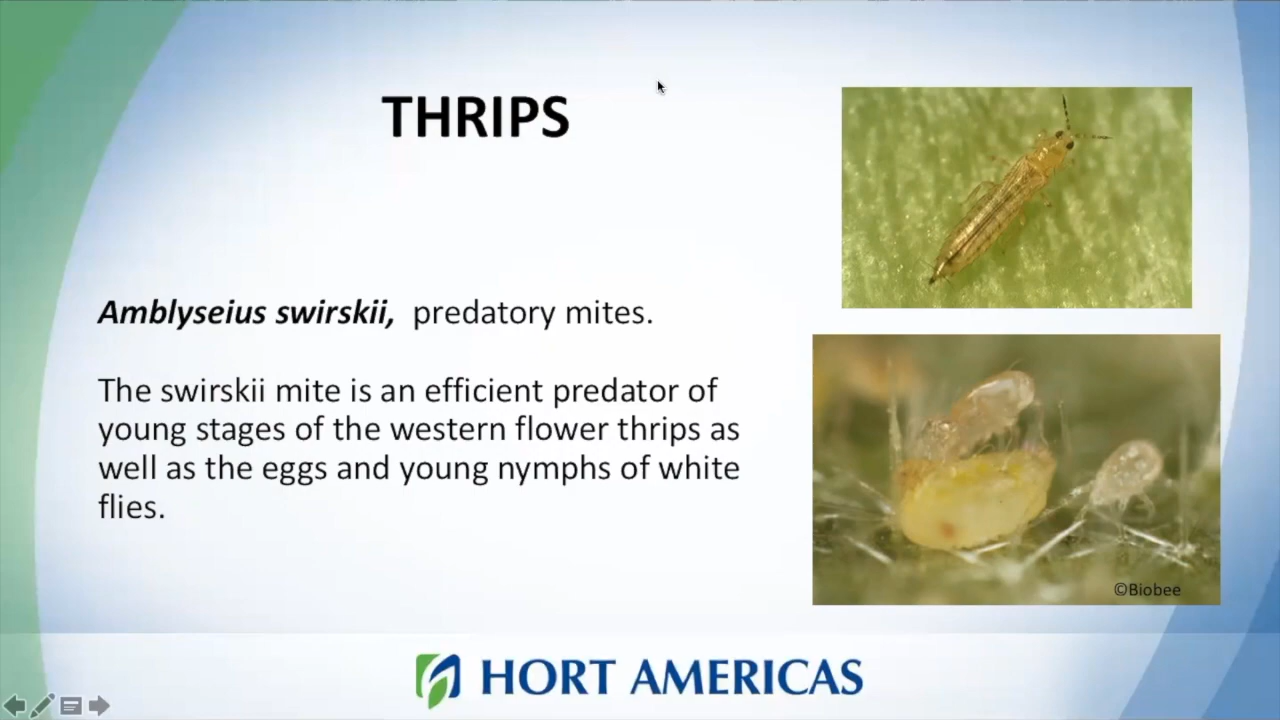 THRIPS
Amblyseius swirskii, predatory mites.
The swirskii mite is an efficient predator of
young stages of the western flower thrips as
well as the eggs and young nymphs of white
flies.
©Biobee
HORT AMERICAS